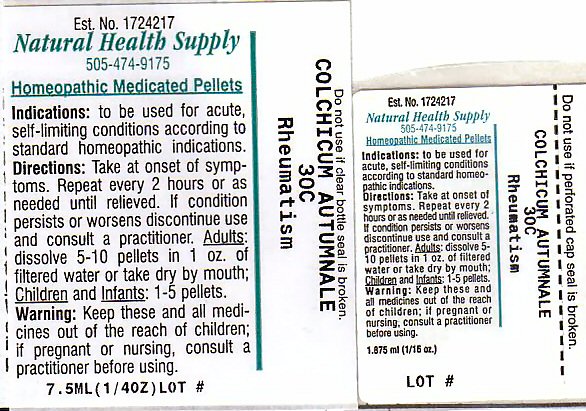 Est. No. 1724217
Natural Health Supply
505-474-9175
Homeopathic Medicated Pellets
Indications: to be used for acute,
self-limiting conditions according to
standard homeopathic indications.
Directions: Take at onset of symp-
toms. Repeat every 2 hours or as
needed until relieved. If condition
persists or worsens discontinue use
and consult a practitioner. Adults:
dissolve 5-10 pellets in 1 oz. of
filtered water or take dry by mouth;
Children and Infants: 1-5 pellets.
Warning: Keep these and all medi-
cines out of the reach of children;
if pregnant or nursing, consult a
practitioner before using.
7.5ML(1/4OZ)LOT #
Do not use if clear bottle seal is broken.
COLCHICUM AUTUMNALE
30C
Rheumatism
Est. No. 1724217
Natural Health Supply
505-474-9175
Homeopathic Medicated Pellets
Indications: to be used for
acute, self-limiting conditions
according to standard homeo-
pathic indications.
Directions: Take at onset of
symptoms. Repeat every 2
hours or as needed until relieved.
If condition persists or worsens
discontinue use and consult a
practitioner. Adults: dissolve 5-
10 pellets in 1 oz. of filtered
water or take dry by mouth;
Children and Infants: 1-5 pellets.
Warning: Keep these and
all medicines out of the reach
of children; if pregnant or
nursing, consult a practitioner
before using.
1.875 ml (1/16 oz.)
LOT #
Do not use if perforated cap seal is broken.
COLCHICUM AUTUMNALE
30C
Rheumatism